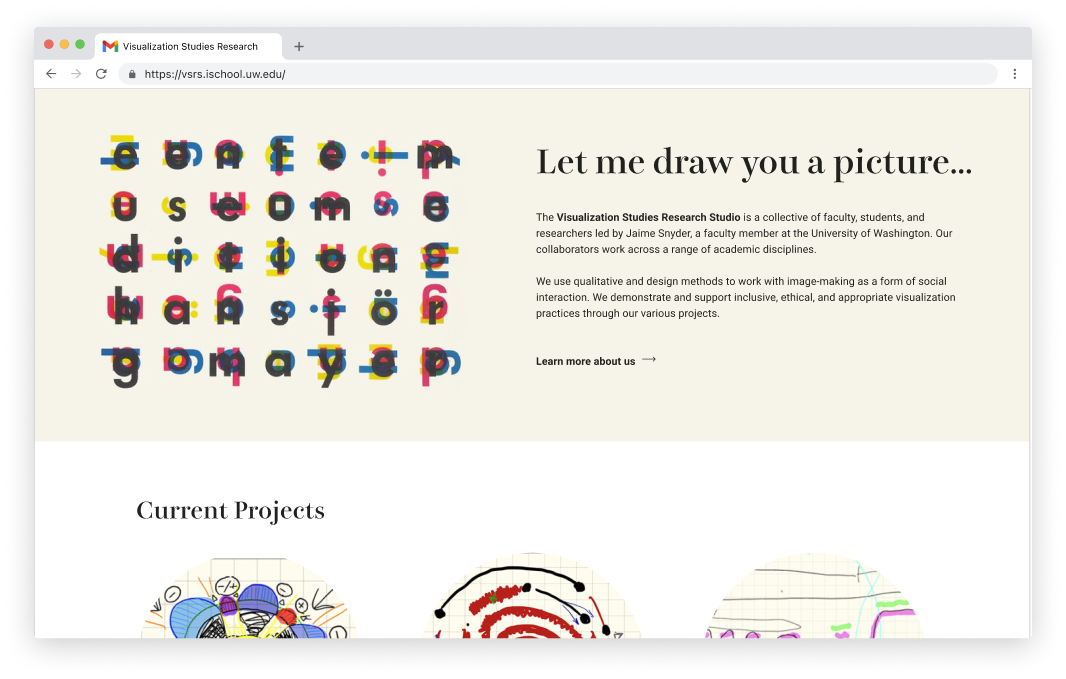 Visualization Studies Research
https://vsrs.ischool.uw.edu/
e u n t e i m
u s e o m s e
d i t i o n s
h a n s f ö r
g o m a y e r
Let me draw you a picture...
The Visualization Studies Research Studio is a collective of faculty, students, and
researchers led by Jaime Snyder, a faculty member at the University of Washington. Our
collaborators work across a range of academic disciplines.
We use qualitative and design methods to work with image-making as a form of social
interaction. We demonstrate and support inclusive, ethical, and appropriate visualization
practices through our various projects.
Learn more about us
Current Projects